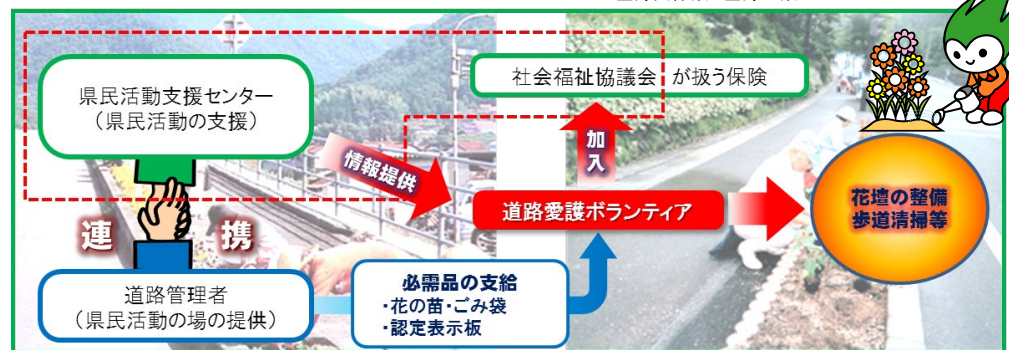 県民活動支援センター
（県民活動の支援）
社会福祉協議会 が扱う保険
加入
情報提供
道路愛護ボランティア
花壇の整備
歩道清掃等
連 携
道路管理者
（県民活動の場の提供）
必需品の支給
・花の苗・ごみ袋
・認定表示板